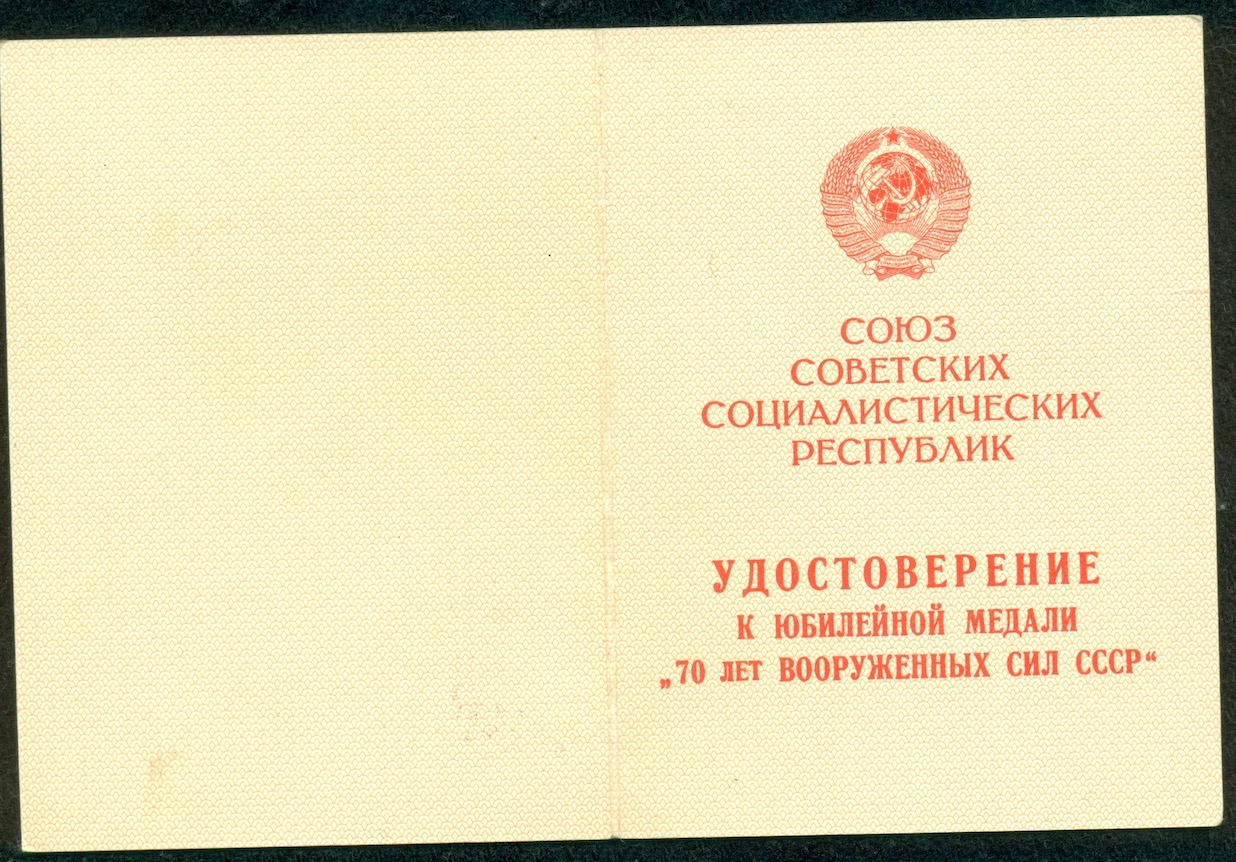 СОЮЗ
СОВЕТСКИХ
СОЦИАЛИСТИЧЕСКИХ
РЕСПУБЛИК
УДОСТОВЕРЕНИЕ
К ЮБИЛЕЙНОЙ МЕДАЛИ
„70 ЛЕТ ВООРУЖЕННЫХ СИЛ СССР“